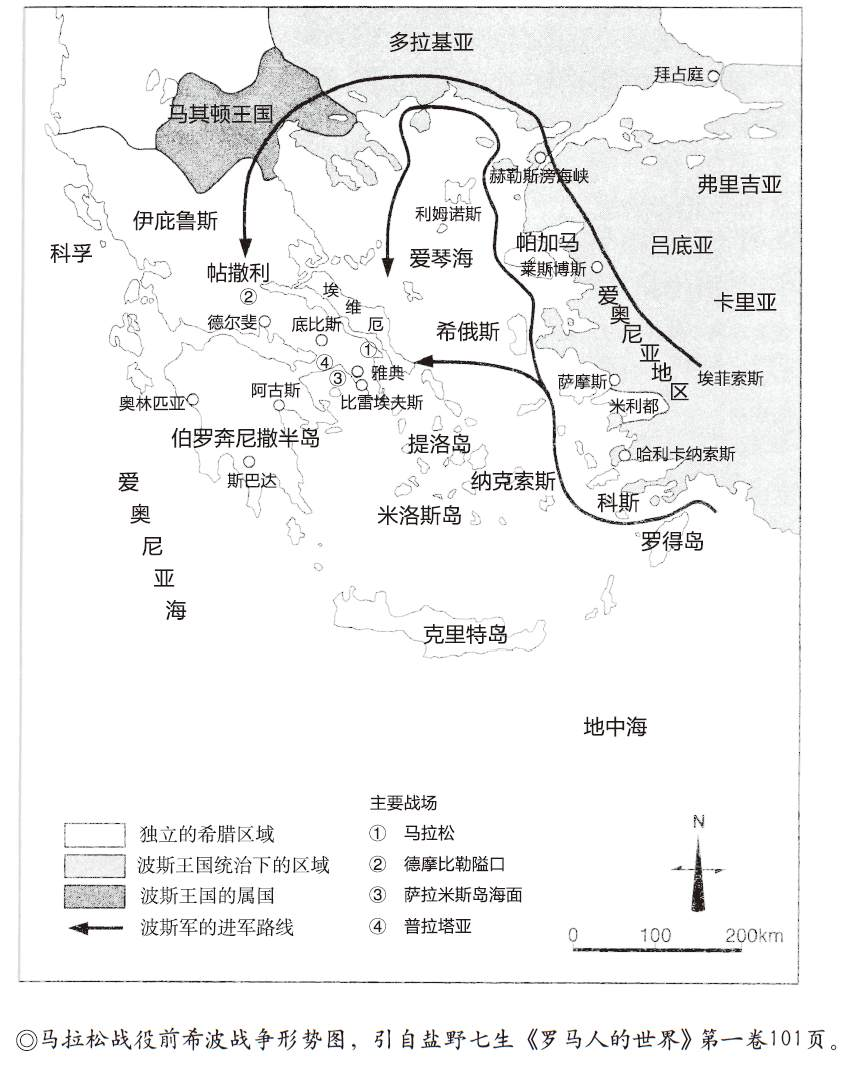 多拉基亚
拜占庭
马其顿王国
赫勒斯滂海峡
弗里吉亚
伊庇鲁斯
利姆诺斯
科孚
爱琴海
帕加马
吕底亚
莱斯博斯
帖撒利
②
埃维厄
爱奥尼亚地区
卡里亚
德尔斐
底比斯
希俄斯
①
④
③
雅典
萨摩斯
埃菲索斯
奥林匹亚
阿古斯
比雷埃夫斯
米利都
伯罗奔尼撒半岛
提洛岛
哈利卡纳索斯
斯巴达
纳克索斯
爱奥尼亚海
米洛斯岛
科斯
罗得岛
克里特岛
地中海
主要战场
独立的希腊区域
① 马拉松
波斯王国统治下的区域
② 德摩比勒隘口
波斯王国的属国
③ 萨拉米斯岛海面
波斯军的进军路线
④ 普拉塔亚
N
0 100 200km
◎马拉松战役前希波战争形势图，引自盐野七生《罗马人的世界》第一卷101页。